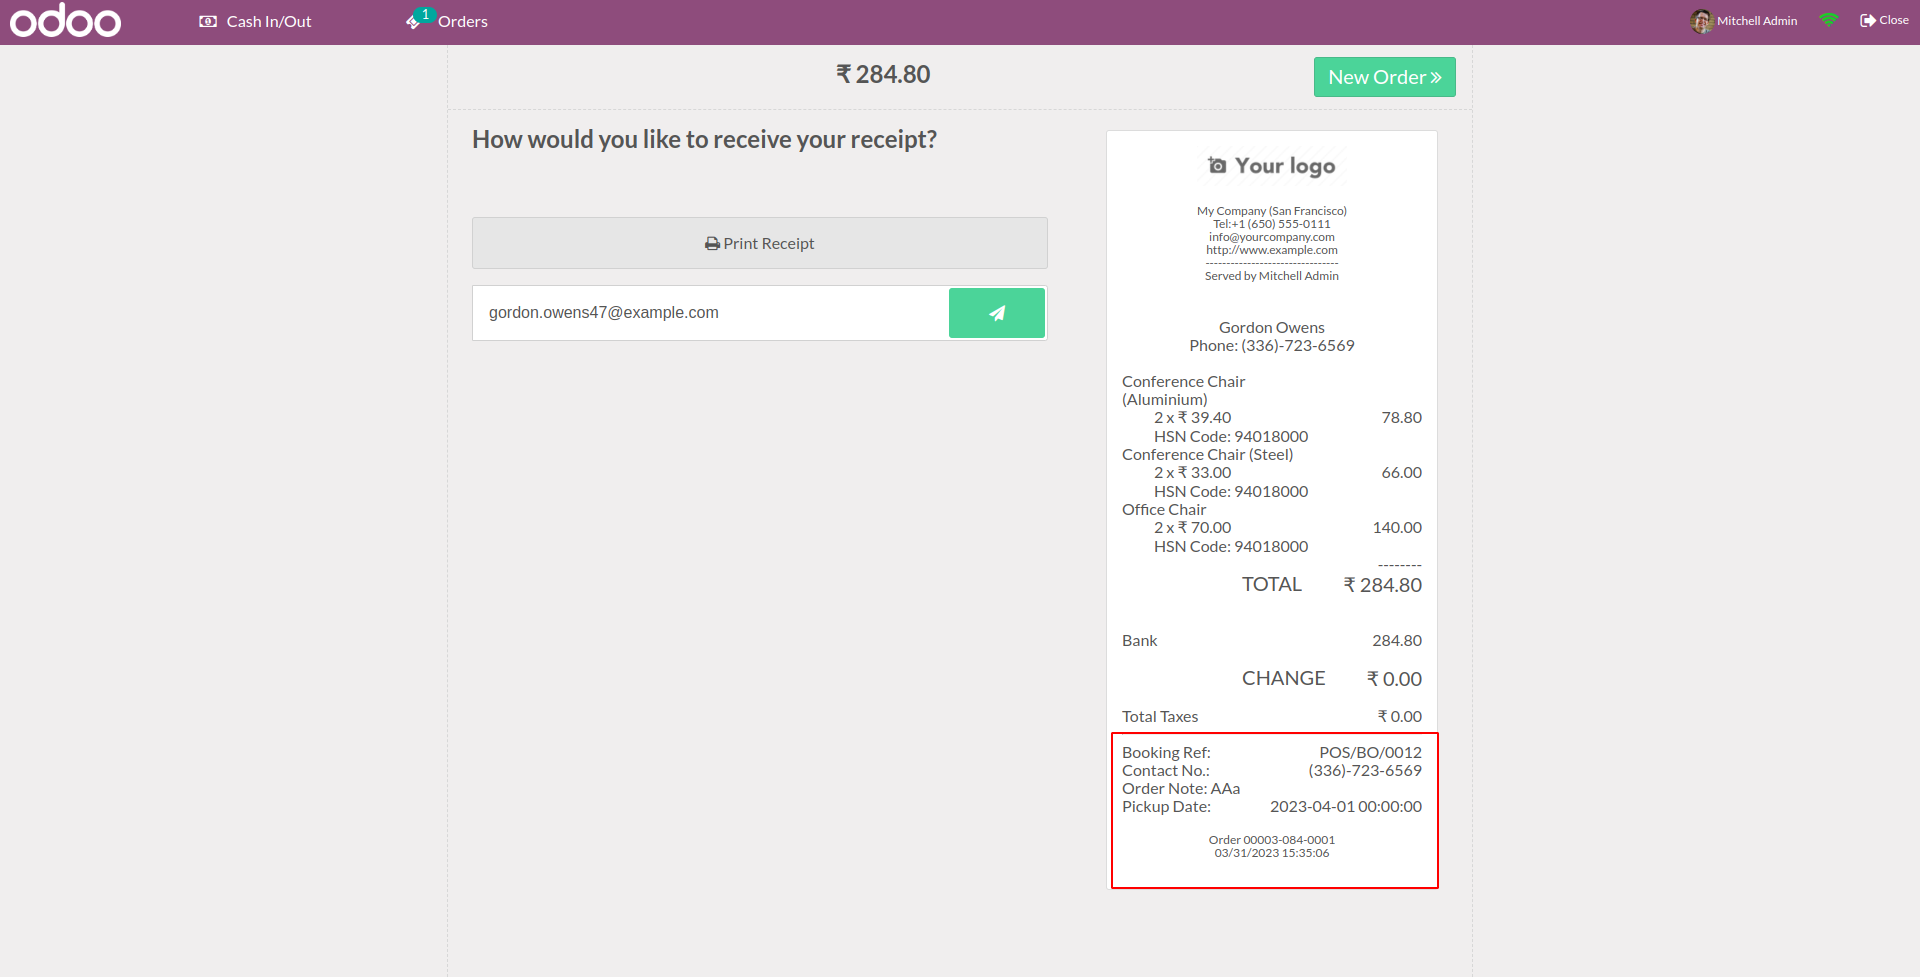 odoo
Cash In/Out
1
Orders
Mitchell Admin
Close
₹ 284.80
New Order
How would you like to receive your receipt?
Print Receipt
gordon.owens47@example.com
Your logo
My Company (San Francisco)
Tel:+1 (650) 555-0111
info@yourcompany.com
http://www.example.com
--------------------------------
Served by Mitchell Admin
Gordon Owens
Phone: (336)-723-6569
Conference Chair
(Aluminium)
2 x ₹ 39.40 78.80
HSN Code: 94018000
Conference Chair (Steel)
2 x ₹ 33.00 66.00
HSN Code: 94018000
Office Chair
2 x ₹ 70.00 140.00
HSN Code: 94018000
--------
TOTAL ₹ 284.80
Bank 284.80
CHANGE ₹ 0.00
Total Taxes ₹ 0.00
Booking Ref: POS/BO/0012
Contact No.: (336)-723-6569
Order Note: AAa
Pickup Date: 2023-04-01 00:00:00
Order 00003-084-0001
03/31/2023 15:35:06